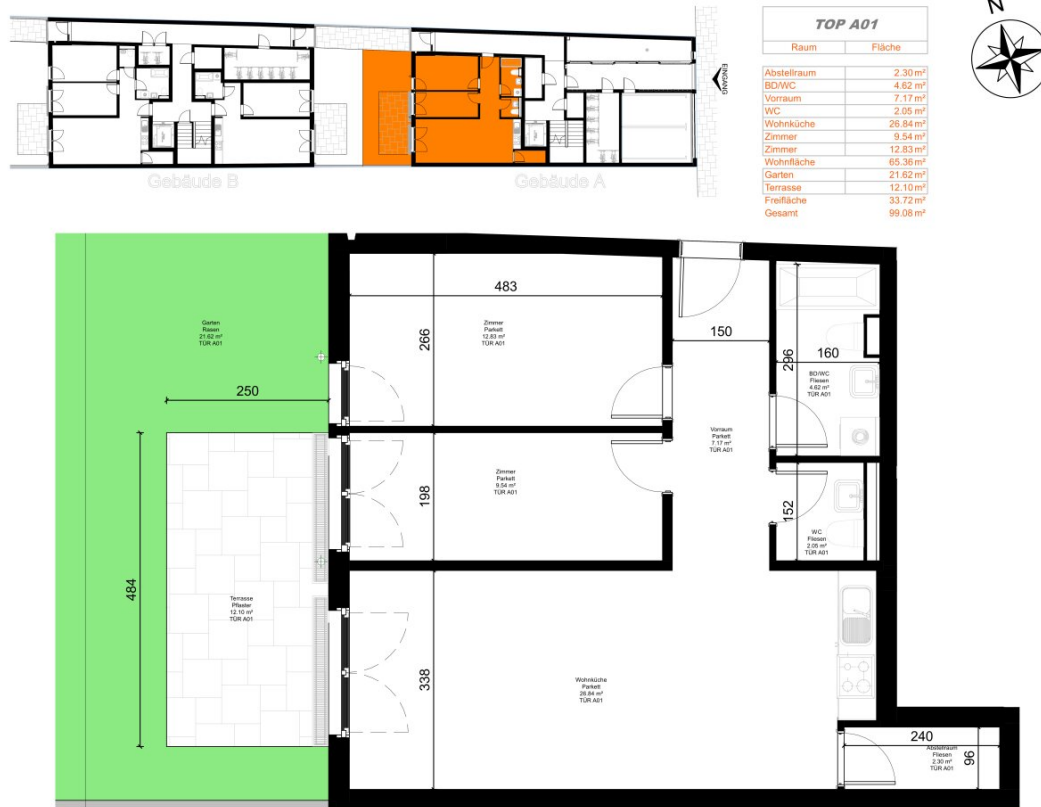 N
TOP A01
Raum Fläche
Abstellraum 2.30 m²
BD/WC 4.62 m²
Vorraum 7.17 m²
WC 2.05 m²
Wohnküche 26.84 m²
Zimmer 9.54 m²
Zimmer 12.83 m²
Wohnfläche 65.36 m²
Garten 21.62 m²
Terrasse 12.10 m²
Freifläche 33.72 m²
Gesamt 99.08 m²
EINGANG
Gebäude B
Gebäude A
Garten
Rasen
21.62 m²
TÜR A01
250
484
Terrasse
Pflaster
12.10 m²
TÜR A01
483
266
Zimmer
Parkett
12.83 m²
TÜR A01
198
Zimmer
Parkett
9.54 m²
TÜR A01
150
Vorraum
Parkett
7.17 m²
TÜR A01
296
160
BD/WC
Fliesen
4.62 m²
TÜR A01
152
WC
Fliesen
2.05 m²
TÜR A01
338
Wohnküche
Parkett
26.84 m²
TÜR A01
240
96
Abstellraum
Fliesen
2.30 m²
TÜR A01